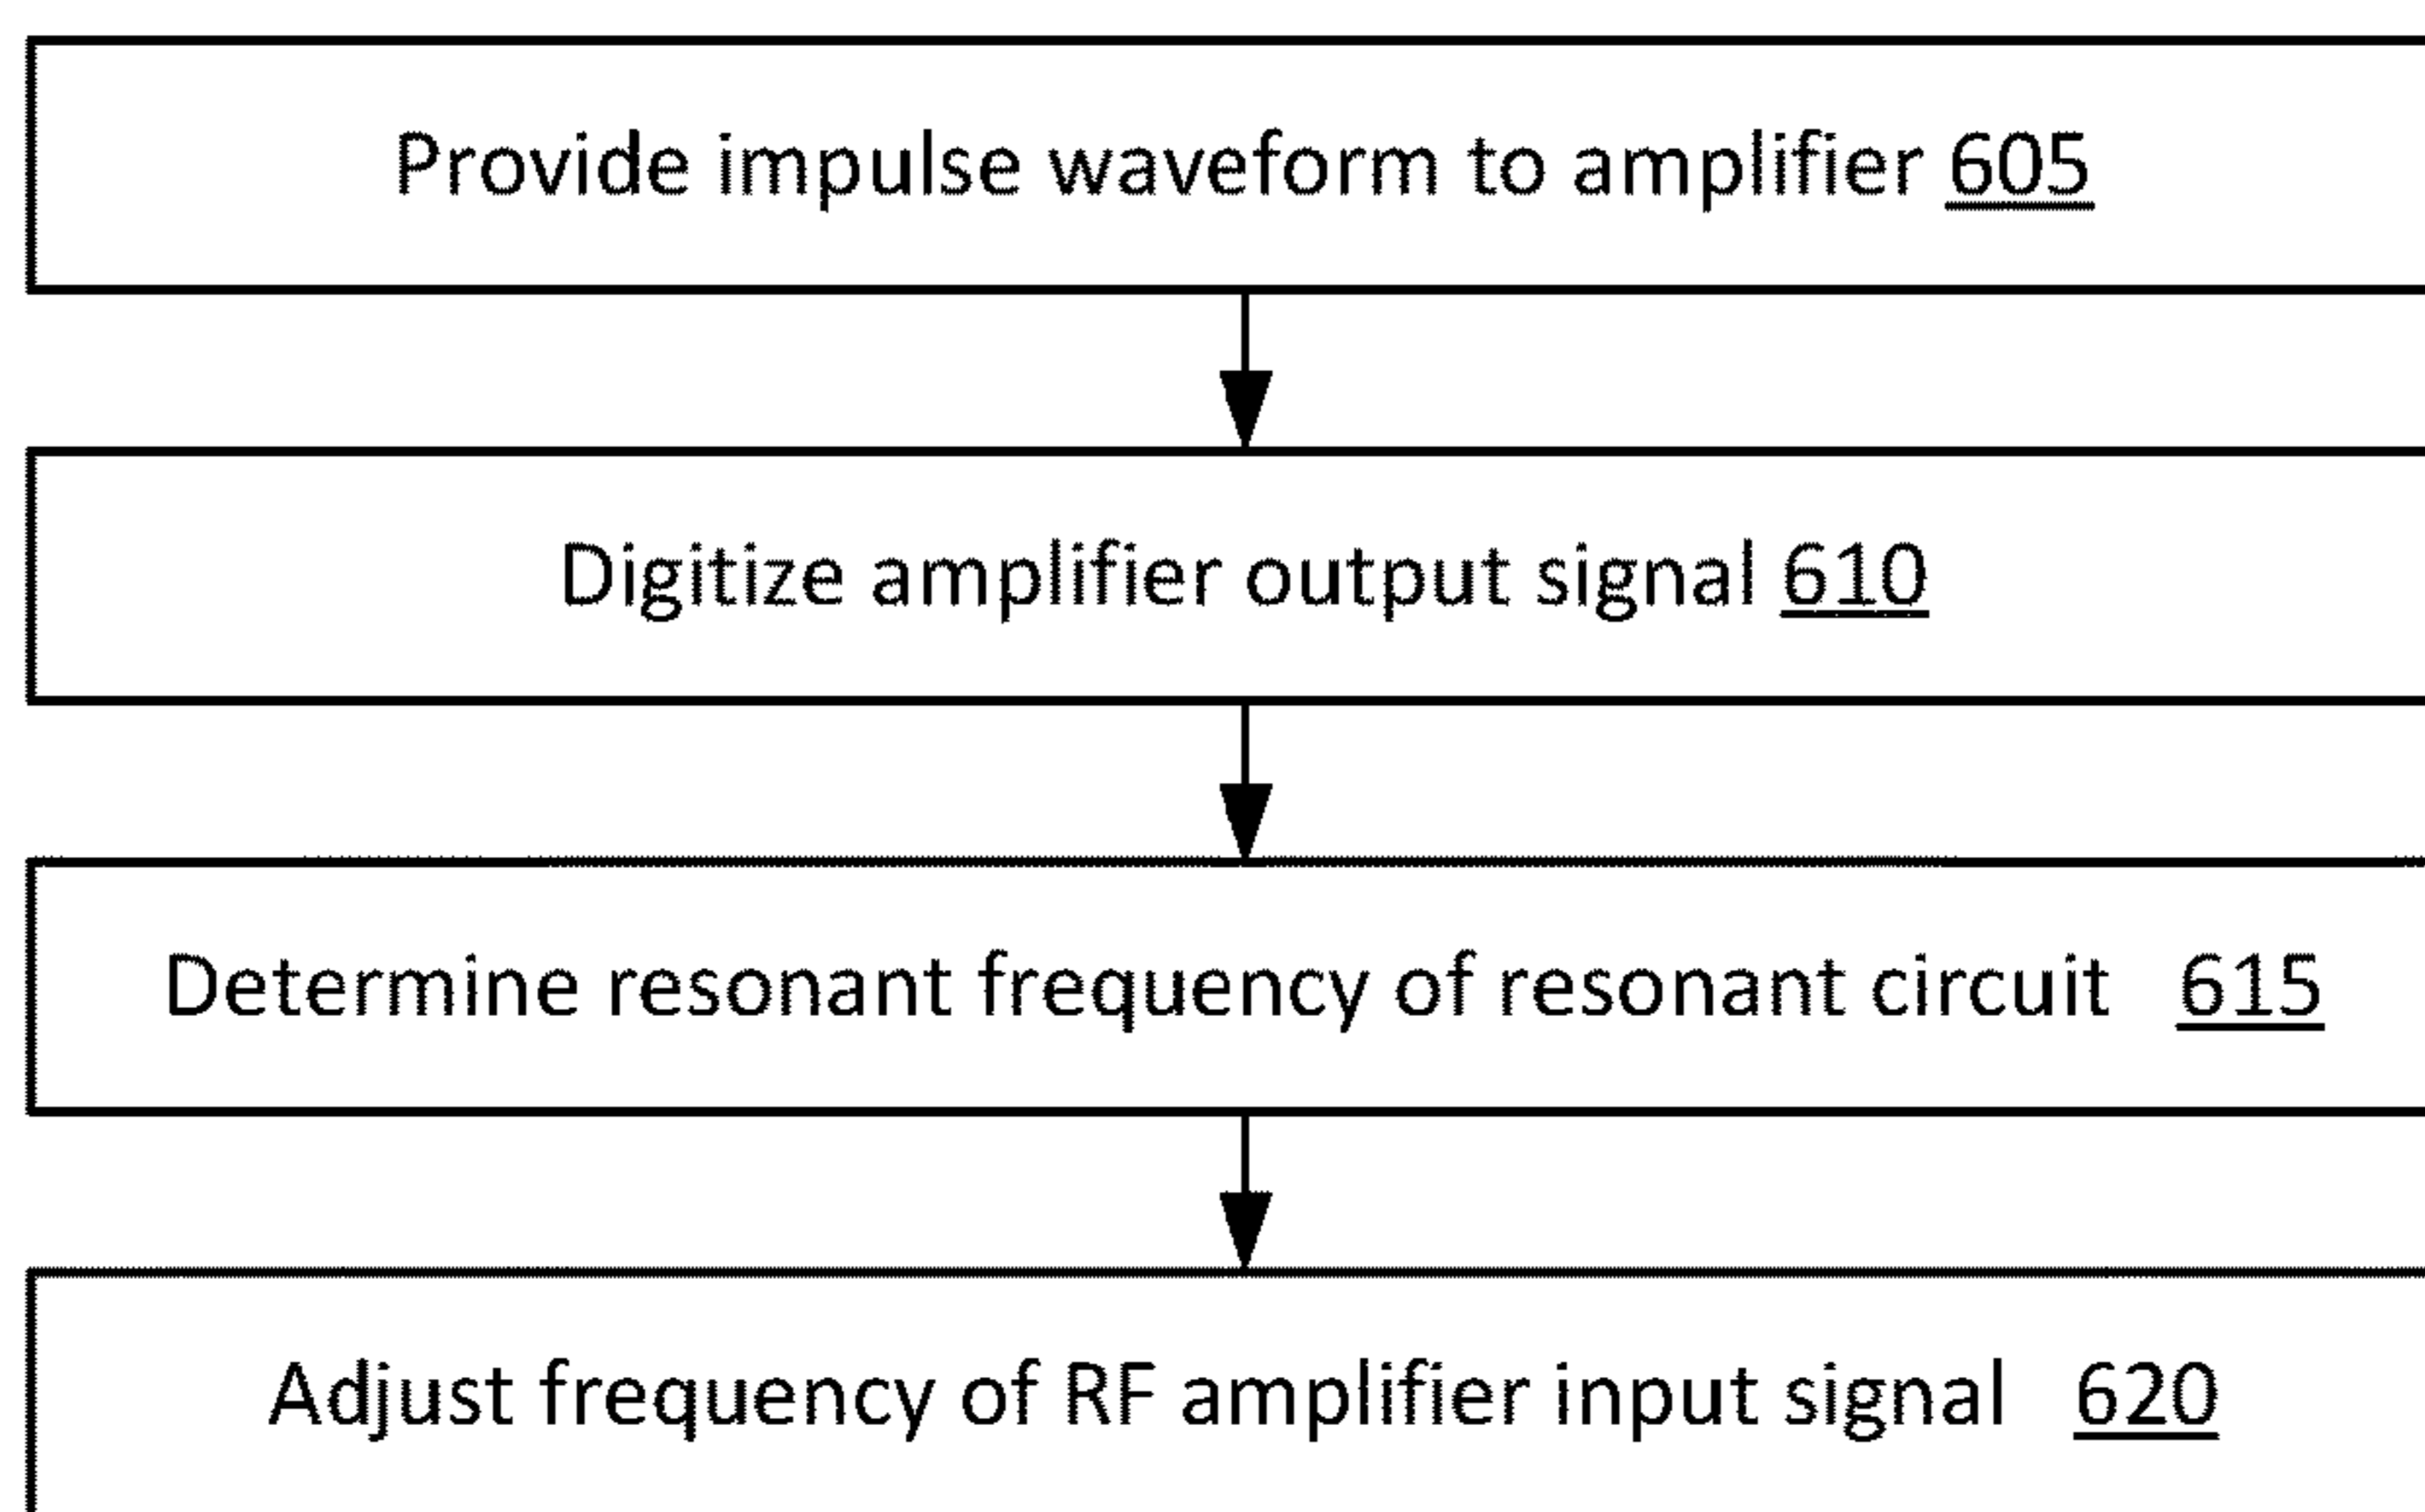 Provide impulse waveform to amplifier 605
Digitize amplifier output signal 610
Determine resonant frequency of resonant circuit 615
Adjust frequency of RF amplifier input signal 620